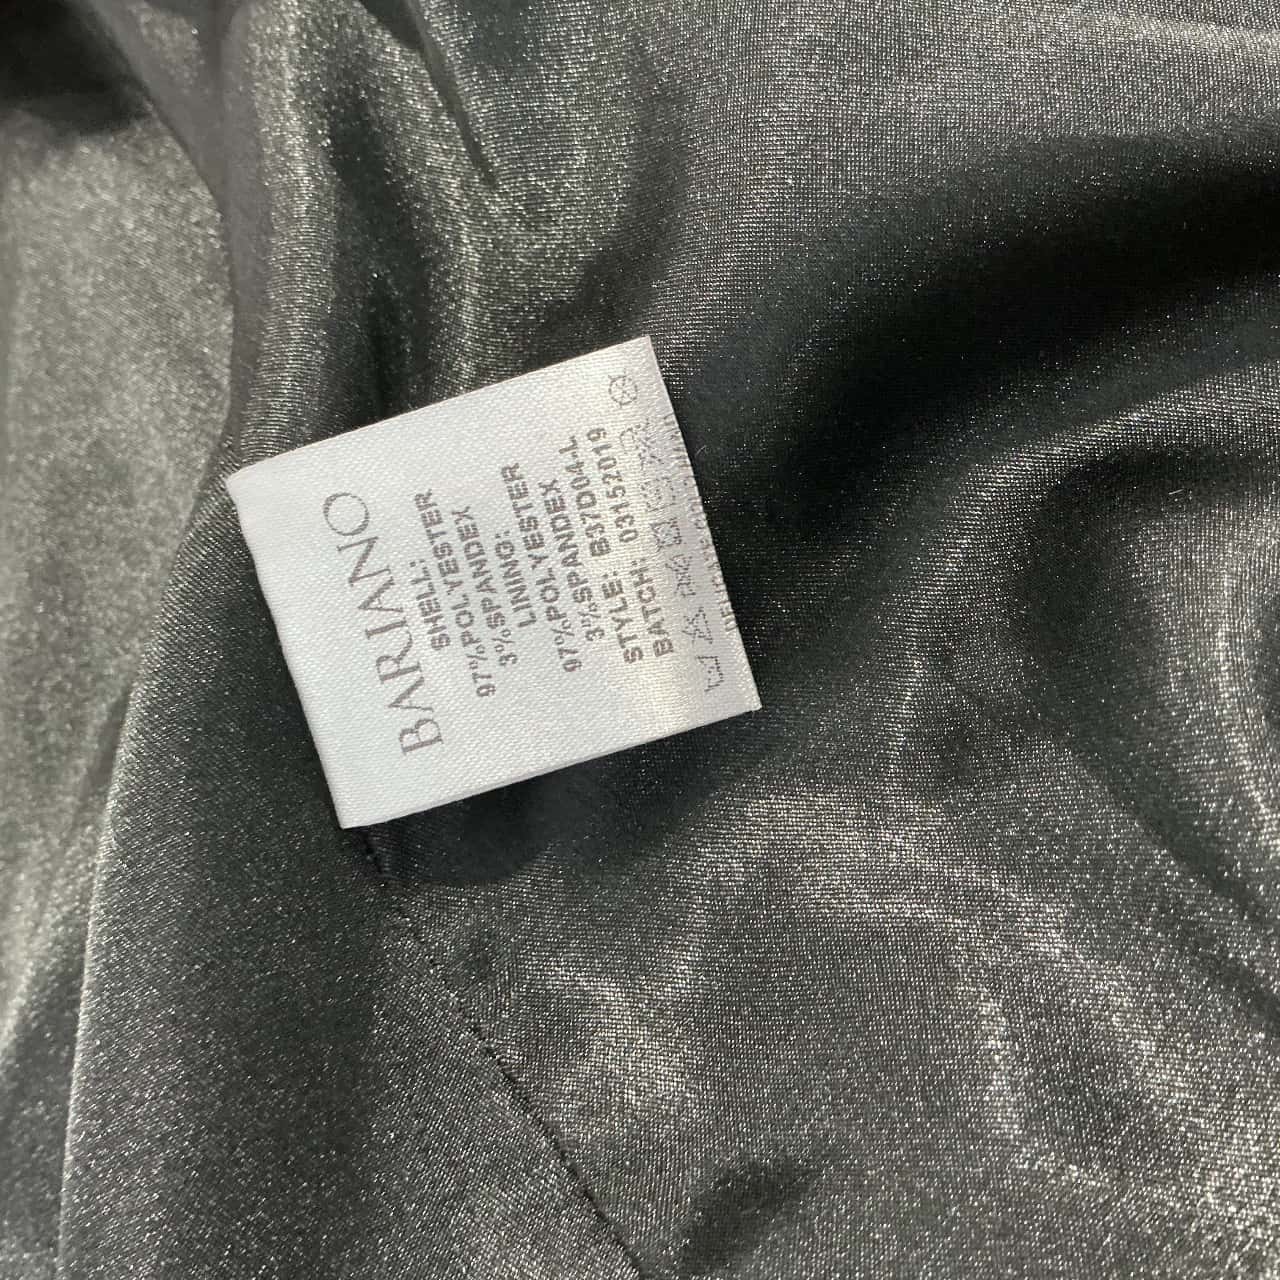 BARIANO
SHELL:
97%POLYESTER
3%SPANDEX
LINING:
97%POLYESTER
3%SPANDEX
STYLE: B37D04-L
BATCH: 03152019